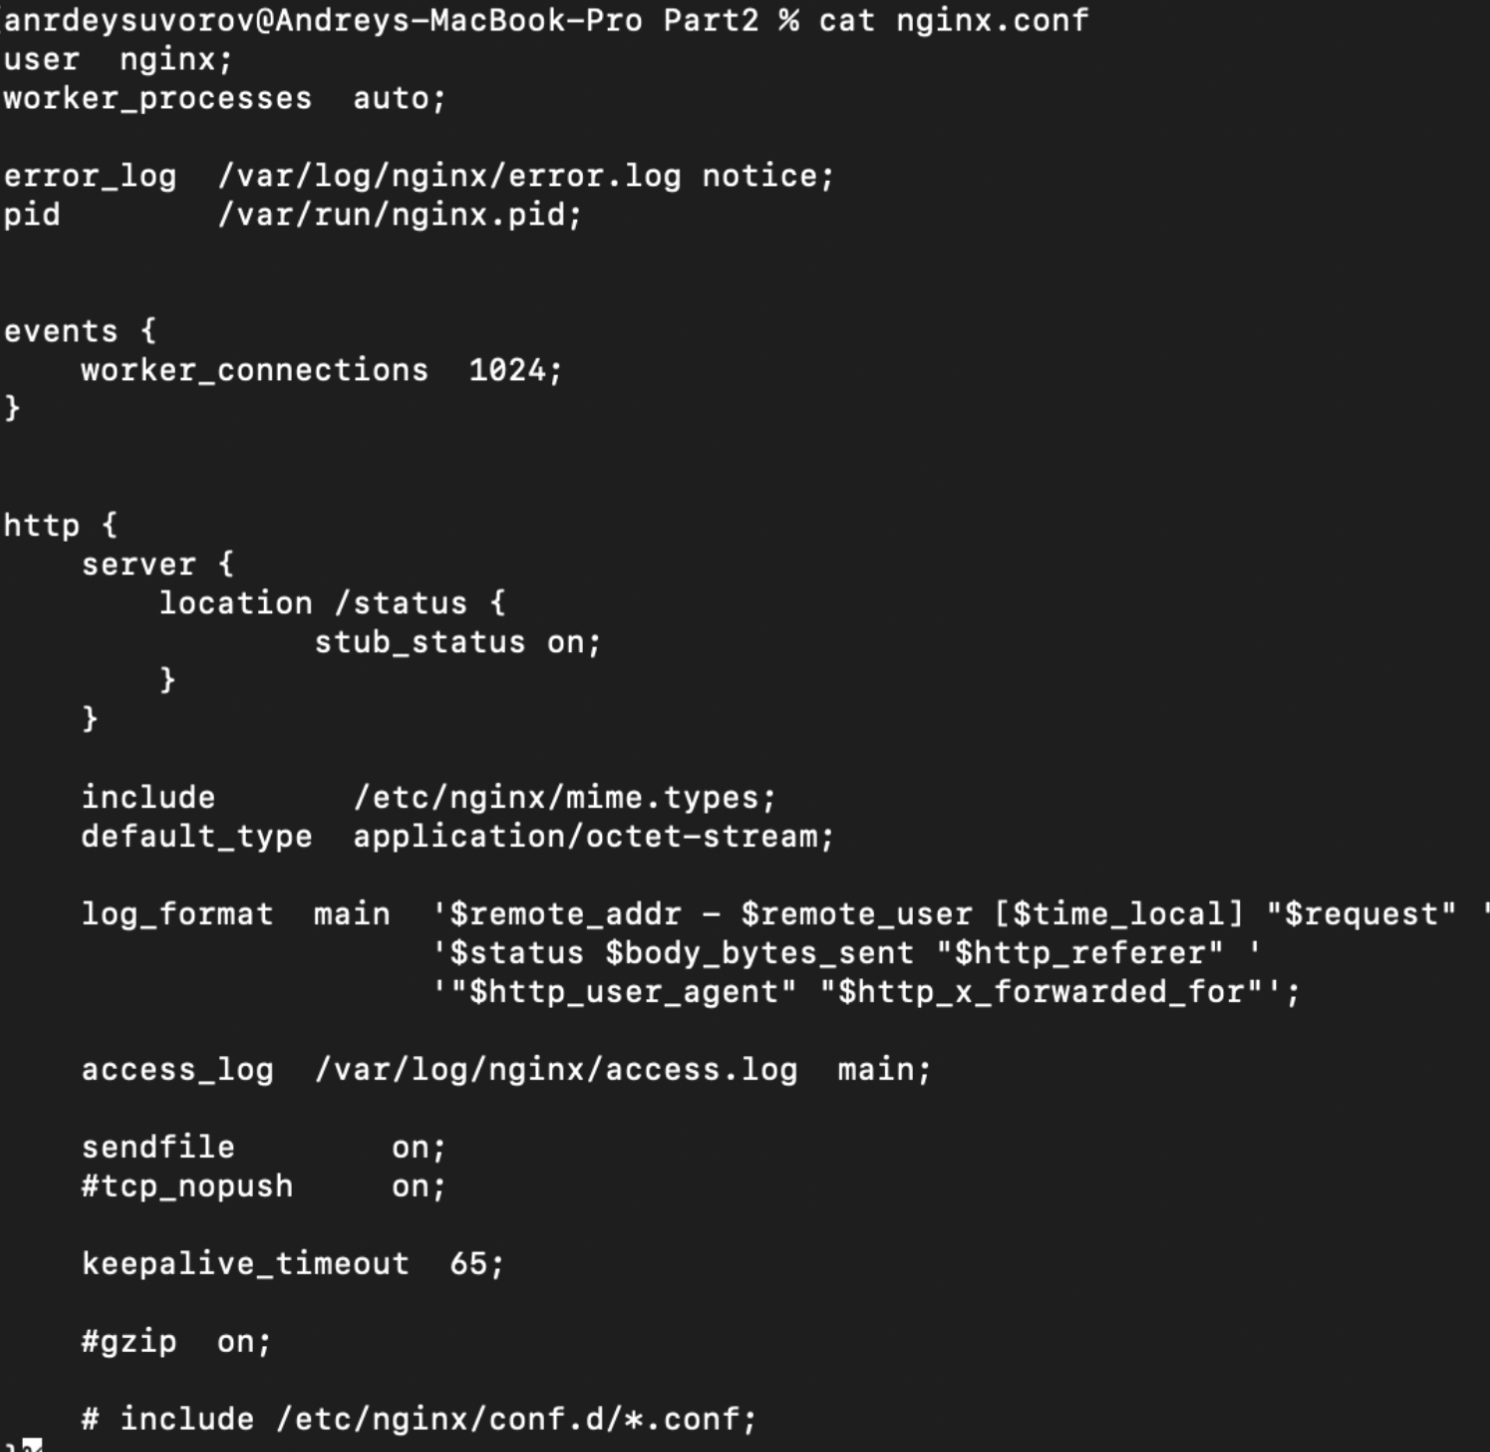 anrdeysuvorov@Andreys-MacBook-Pro Part2 % cat nginx.conf
user  nginx;
worker_processes  auto;

error_log  /var/log/nginx/error.log notice;
pid        /var/run/nginx.pid;


events {
    worker_connections  1024;
}


http {
    server {
        location /status {
                stub_status on;
        }
    }

    include       /etc/nginx/mime.types;
    default_type  application/octet-stream;

    log_format  main  '$remote_addr - $remote_user [$time_local] "$request" '
                      '$status $body_bytes_sent "$http_referer" '
                      '"$http_user_agent" "$http_x_forwarded_for"';

    access_log  /var/log/nginx/access.log  main;

    sendfile        on;
    #tcp_nopush     on;

    keepalive_timeout  65;

    #gzip  on;

    # include /etc/nginx/conf.d/*.conf;
}%